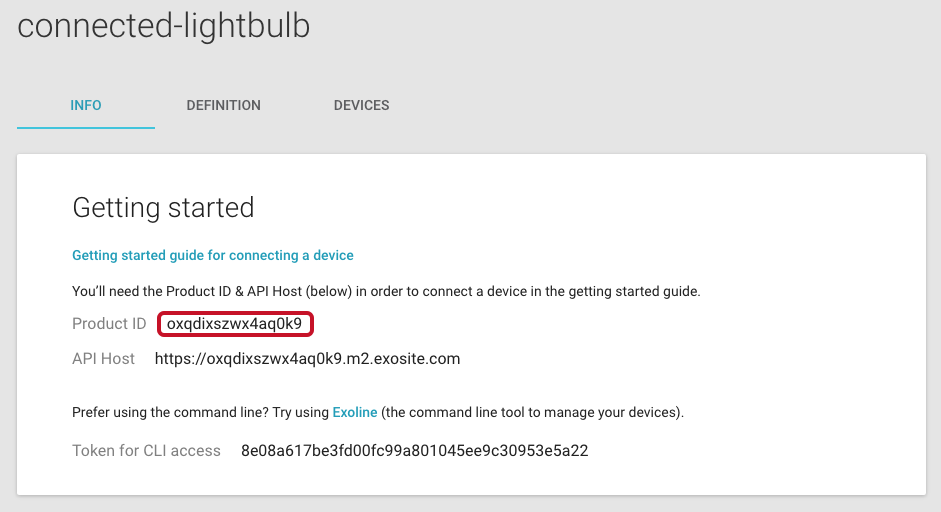 connected-lightbulb
INFO DEFINITION DEVICES
Getting started
Getting started guide for connecting a device
You'll need the Product ID & API Host (below) in order to connect a device in the getting started guide.
Product ID oxqdixszwx4aq0k9
API Host https://oxqdixszwx4aq0k9.m2.exosite.com
Prefer using the command line? Try using Exoline (the command line tool to manage your devices).
Token for CLI access 8e08a617be3fd00fc99a801045ee9c30953e5a22